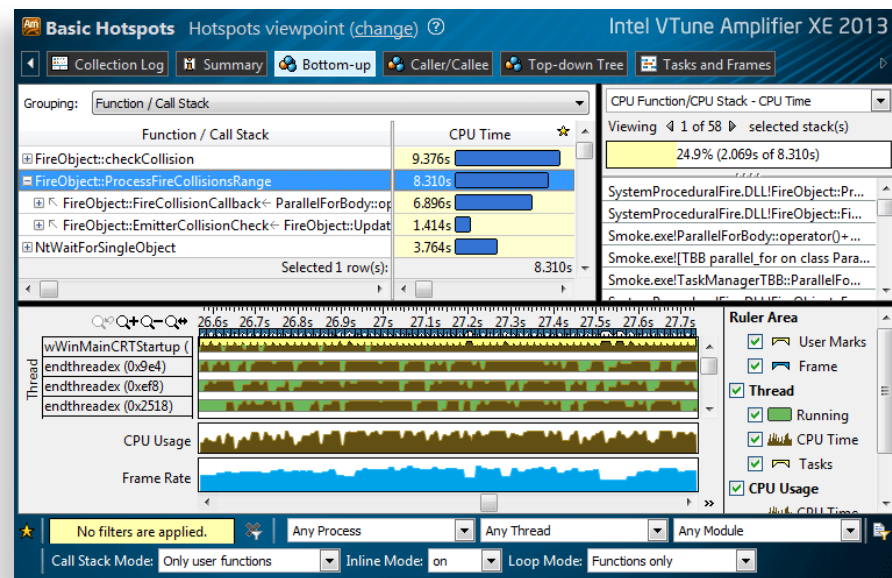 Basic Hotspots Hotspots viewpoint (change) ? Intel VTune Amplifier XE 2013
Collection Log Summary Bottom-up Caller/Callee Top-down Tree Tasks and Frames
Grouping: Function / Call Stack
CPU Function/CPU Stack - CPU Time
Function / Call Stack CPU Time
Viewing 1 of 58 selected stack(s)
24.9% (2.069s of 8.310s)
FireObject::checkCollision 9.376s
FireObject::ProcessFireCollisionsRange 8.310s
FireObject::FireCollisionCallback← ParallelForBody::op 6.896s
FireObject::EmitterCollisionCheck← FireObject::Updat 1.414s
NtWaitForSingleObject 3.764s
Selected 1 row(s): 8.310s
SystemProceduralFire.DLL!FireObject::Pr...
SystemProceduralFire.DLL!FireObject::Fi...
Smoke.exe!ParallelForBody::operator()+...
Smoke.exe![TBB parallel_for on class Para...
Smoke.exe!TaskManagerTBB::ParallelFo...
26.6s 26.7s 26.8s 26.9s 27s 27.1s 27.2s 27.3s 27.4s 27.5s 27.6s 27.7s
Thread
wWinMainCRTStartup (
endthreadex (0x9e4)
endthreadex (0xef8)
endthreadex (0x2518)
CPU Usage
Frame Rate
Ruler Area
User Marks
Frame
Thread
Running
CPU Time
Tasks
CPU Usage
CPU Time
No filters are applied. Any Process Any Thread Any Module
Call Stack Mode: Only user functions Inline Mode: on Loop Mode: Functions only